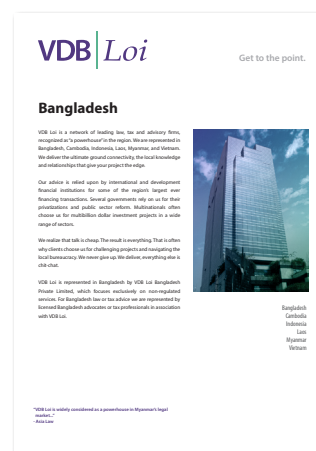 VDB Loi
Get to the point.
Bangladesh
VDB Loi is a network of leading law, tax and advisory firms,
recognized as "a powerhouse" in the region. We are represented in
Bangladesh, Cambodia, Indonesia, Laos, Myanmar, and Vietnam.
We deliver the ultimate ground connectivity, the local knowledge
and relationships that give your project the edge.
Our advice is relied upon by international and development
financial institutions for some of the region's largest ever
financing transactions. Several governments rely on us for their
privatizations and public sector reform. Multinationals often
choose us for multibillion dollar investment projects in a wide
range of sectors.
We realize that talk is cheap. The result is everything. That is often
why clients choose us for challenging projects and navigating the
local bureaucracy. We never give up. We deliver, everything else is
chit-chat.
VDB Loi is represented in Bangladesh by VDB Loi Bangladesh
Private Limited, which focuses exclusively on non-regulated
services. For Bangladesh law or tax advice we are represented by
licensed Bangladesh advocates or tax professionals in association
with VDB Loi.
Bangladesh
Cambodia
Indonesia
Laos
Myanmar
Vietnam
"VDB Loi is widely considered as a powerhouse in Myanmar's legal
market..."
- Asia Law